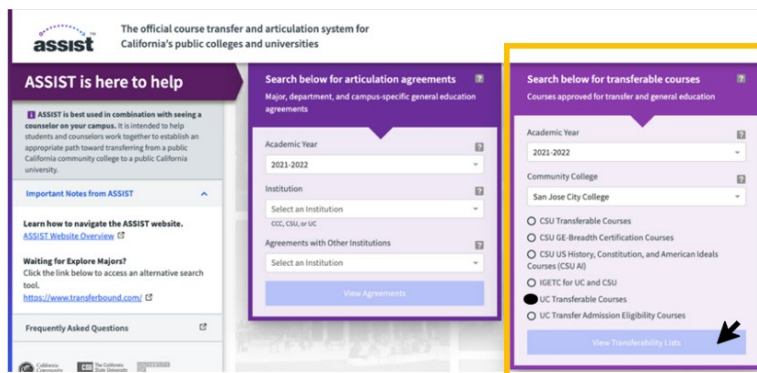 assist™
The official course transfer and articulation system for
California's public colleges and universities
ASSIST is here to help
ASSIST is best used in combination with seeing a
counselor on your campus. It is intended to help
students and counselors work together to establish an
appropriate path toward transferring from a public
California community college to a public California
university.
Important Notes from ASSIST
Learn how to navigate the ASSIST website.
ASSIST Website Overview
Waiting for Explore Majors?
Click the link below to access an alternative search
tool.
https://www.transferbound.com/
Frequently Asked Questions
California
Community
The California
State University
Search below for articulation agreements
Major, department, and campus-specific general education
agreements
Academic Year
2021-2022
Institution
Select an Institution
CCC, CSU, or UC
Agreements with Other Institutions
Select an Institution
View Agreements
Search below for transferable courses
Courses approved for transfer and general education
Academic Year
2021-2022
Community College
San Jose City College
CSU Transferable Courses
CSU GE-Breadth Certification Courses
CSU US History, Constitution, and American Ideals
Courses (CSU AI)
IGETC for UC and CSU
UC Transferable Courses
UC Transfer Admission Eligibility Courses
View Transferability Lists